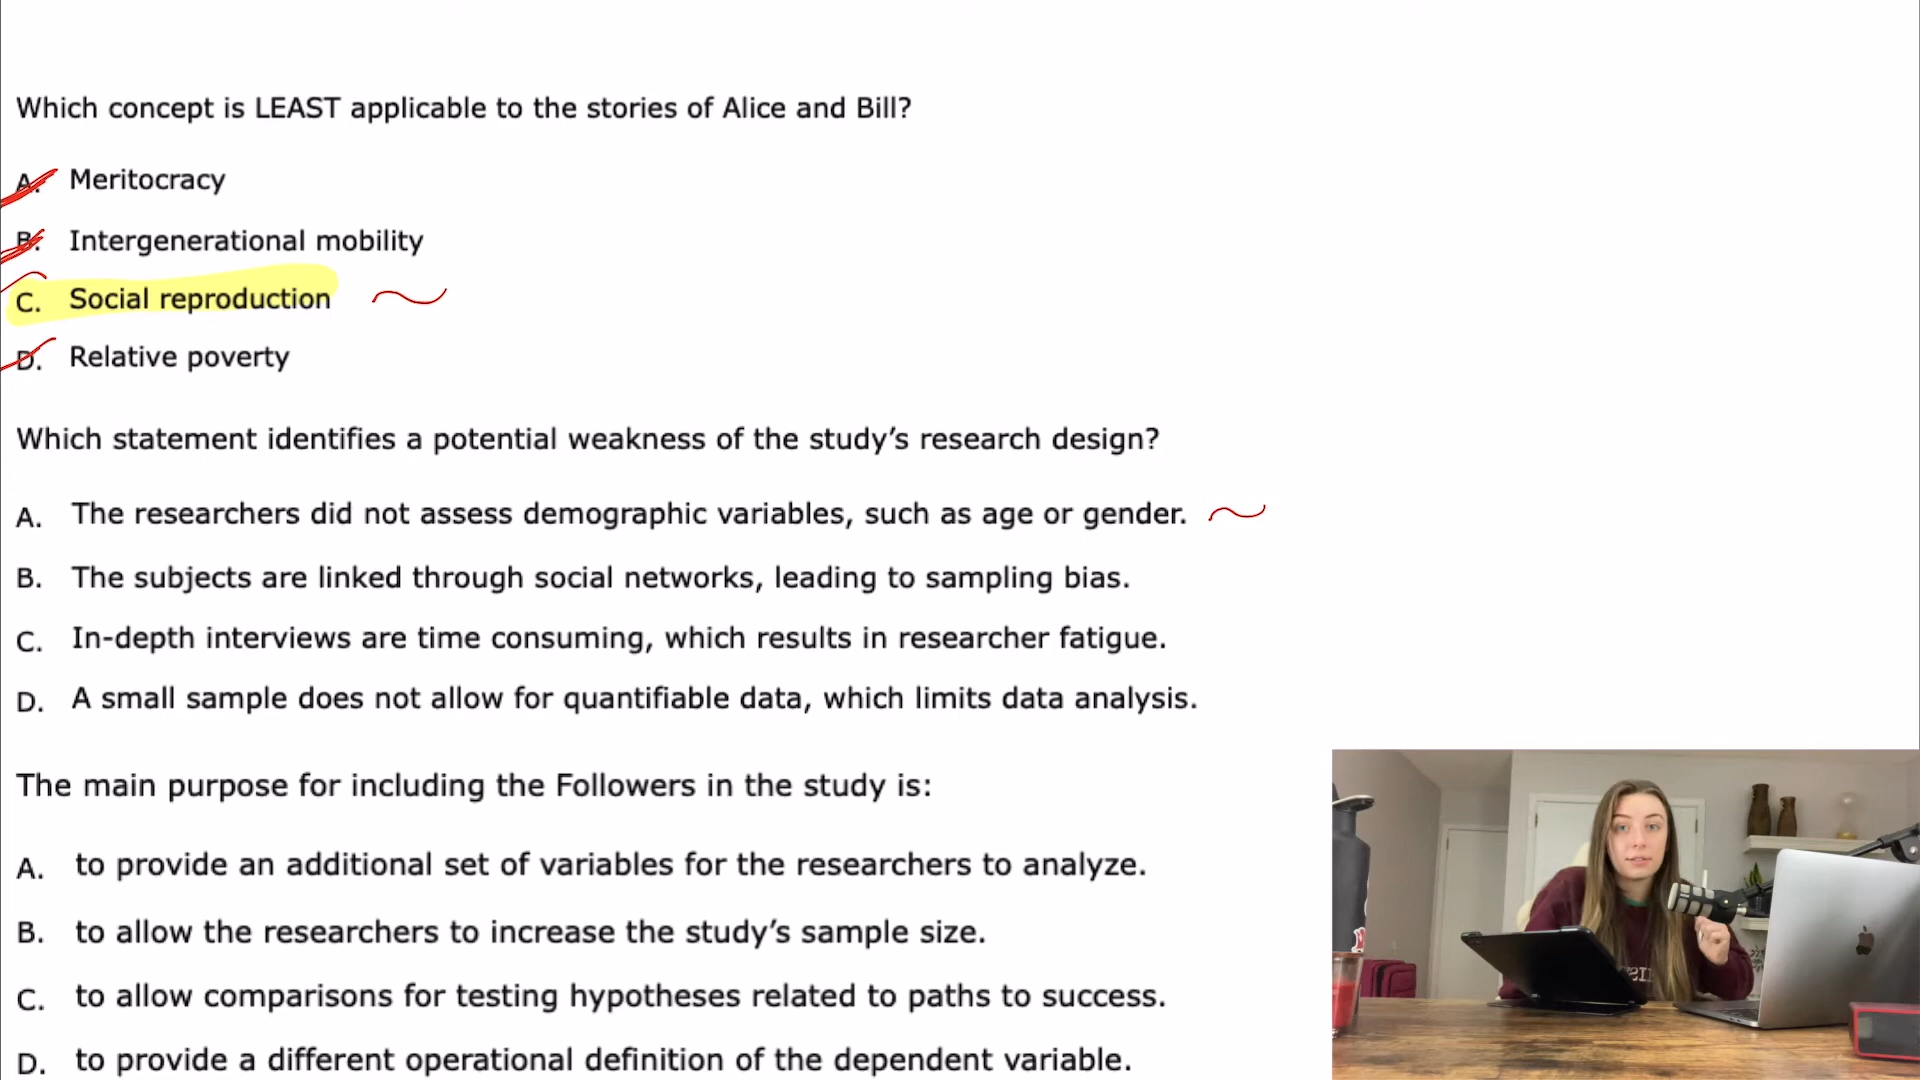 Which concept is LEAST applicable to the stories of Alice and Bill?
A. Meritocracy
B. Intergenerational mobility
C. Social reproduction
D. Relative poverty
Which statement identifies a potential weakness of the study's research design?
A. The researchers did not assess demographic variables, such as age or gender.
B. The subjects are linked through social networks, leading to sampling bias.
C. In-depth interviews are time consuming, which results in researcher fatigue.
D. A small sample does not allow for quantifiable data, which limits data analysis.
The main purpose for including the Followers in the study is:
A. to provide an additional set of variables for the researchers to analyze.
B. to allow the researchers to increase the study's sample size.
C. to allow comparisons for testing hypotheses related to paths to success.
D. to provide a different operational definition of the dependent variable.